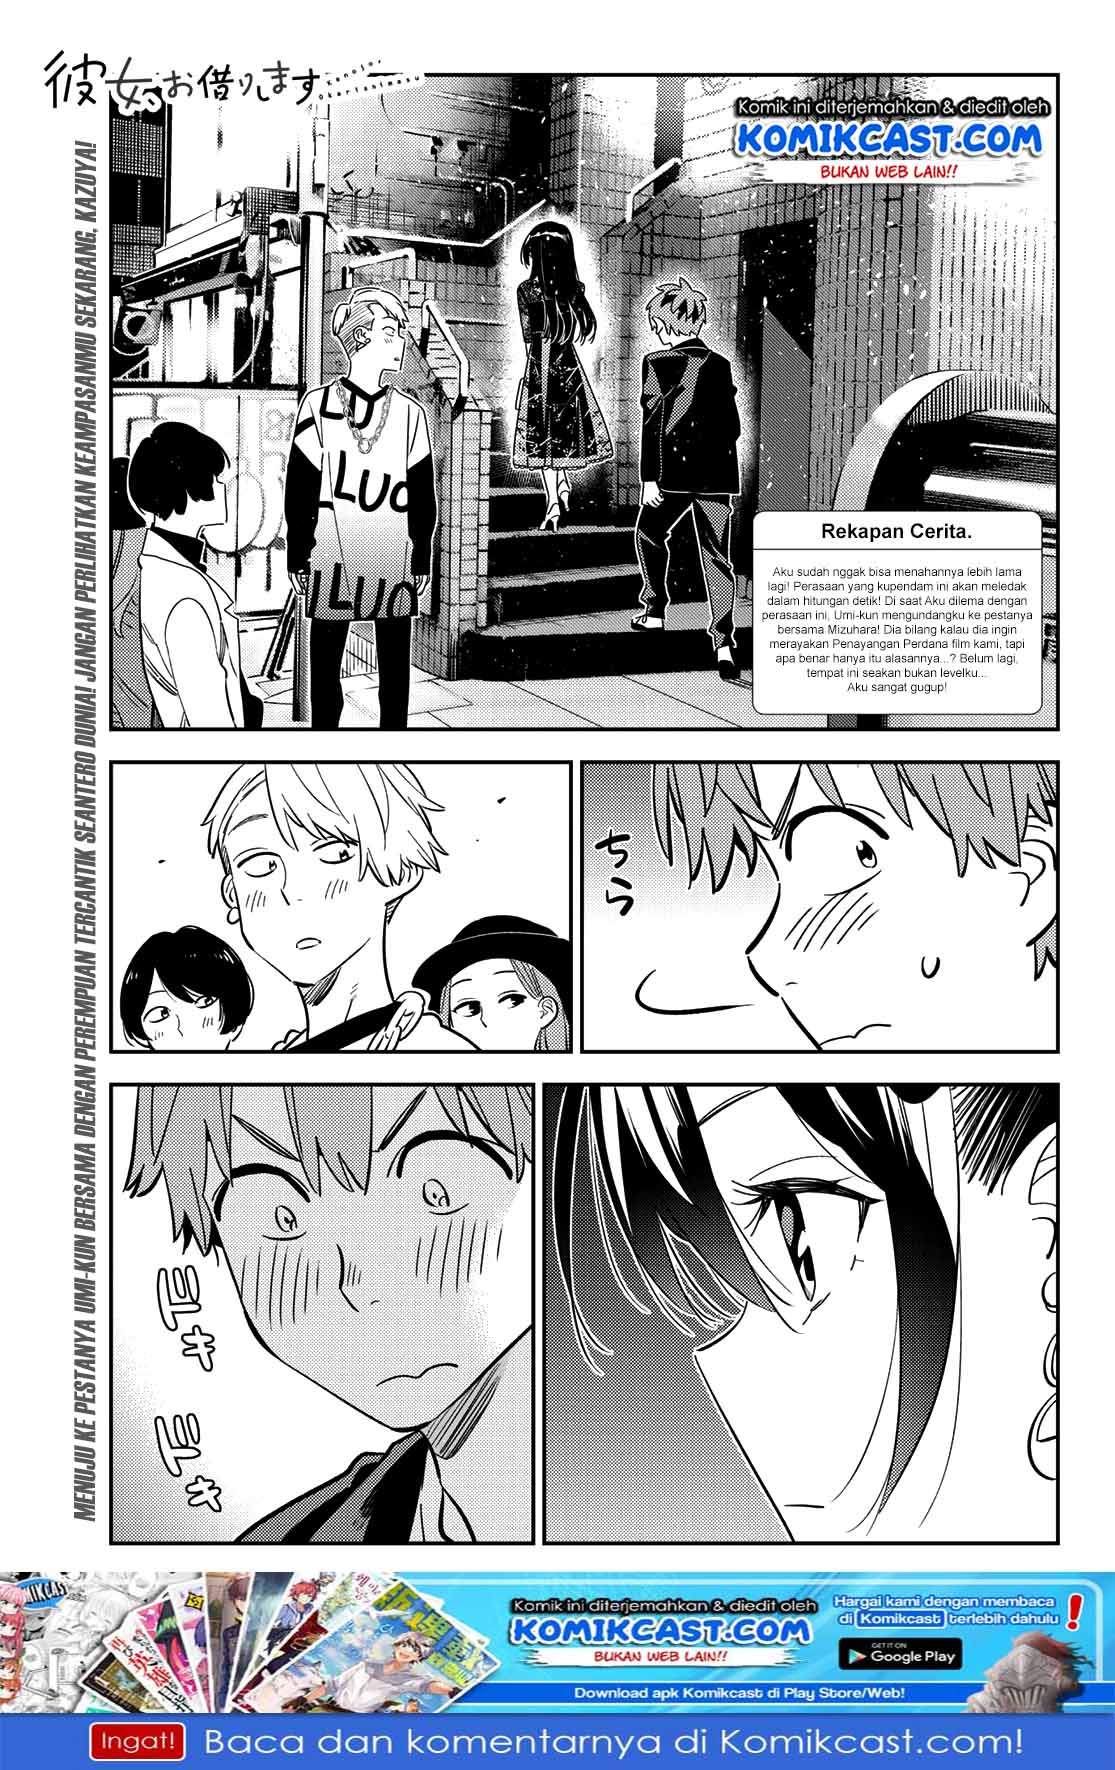 彼女、お借りします
Komik ini diterjemahkan & diedit oleh
KOMIKCAST.COM
BUKAN WEB LAIN!!
MENUJU KE PESTANYA UMI-KUN BERSAMA DENGAN PEREMPUAN TERCANTIK SEANTERO DUNIA! JANGAN PERLIHATKAN KEAMPASANMU SEKARANG, KAZUYA!
LO
LLUO
LLUO
Rekapan Cerita.
Aku sudah nggak bisa menahannya lebih lama
lagi! Perasaan yang kupendam ini akan meledak
dalam hitungan detik! Di saat Aku dilema dengan
perasaan ini, Umi-kun mengundangku ke pestanya
bersama Mizuhara! Dia bilang kalau dia ingin
merayakan Penayangan Perdana film kami, tapi
apa benar hanya itu alasannya...? Belum lagi,
tempat ini seakan bukan levelku...
Aku sangat gugup!
ちら
ドキ
ドキ
Komik ini diterjemahkan & diedit oleh
KOMIKCAST.COM
BUKAN WEB LAIN!!
Hargai kami dengan membaca
di Komikcast terlebih dahulu !
GET IT ON
Google Play
Download apk Komikcast di Play Store/Web!
Ingat! Baca dan komentarnya di Komikcast.com!